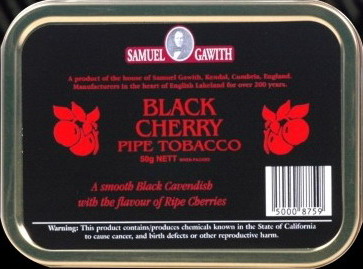 SAMUEL GAWITH
A product of the house of Samuel Gawith, Kendal, Cumbria, England.
Manufacturers in the heart of English Lakeland for over 200 years.
BLACK
CHERRY
PIPE TOBACCO
50g NETT WHEN PACKED
A smooth Black Cavendish
with the flavour of Ripe Cherries
5000 8759
Warning: This product contains/produces chemicals known in the State of California
to cause cancer, and birth defects or other reproductive harm.